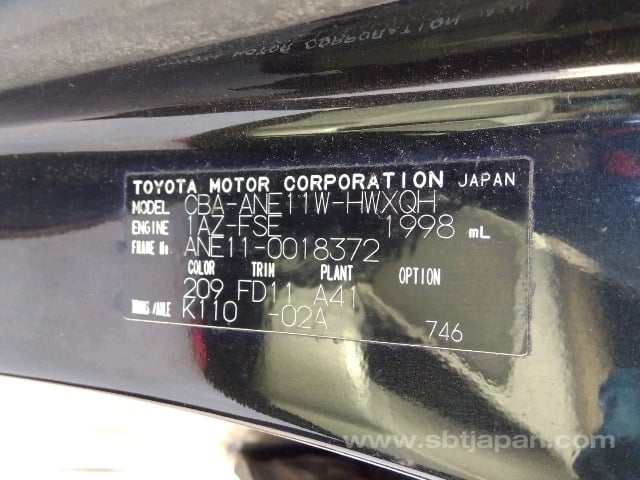 TOYOTA MOTOR CORPORATION JAPAN
MODEL CBA-ANE11W-HWXQH
ENGINE 1AZ-FSE 1998 mL
FRAME No. ANE11-0018372
COLOR TRIM PLANT OPTION
209 FD11 A41
TRANS/AXLE K110 -02A
746
www.sbtjapan.com